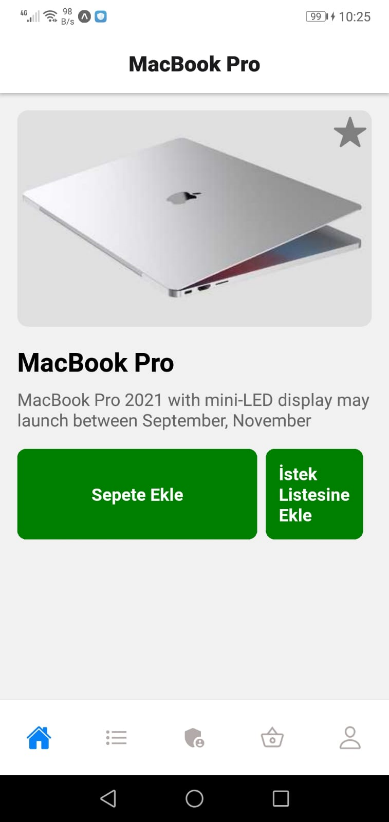 4G 98 B/s 99 10:25
MacBook Pro
MacBook Pro
MacBook Pro 2021 with mini-LED display may
launch between September, November
Sepete Ekle
İstek
Listesine
Ekle